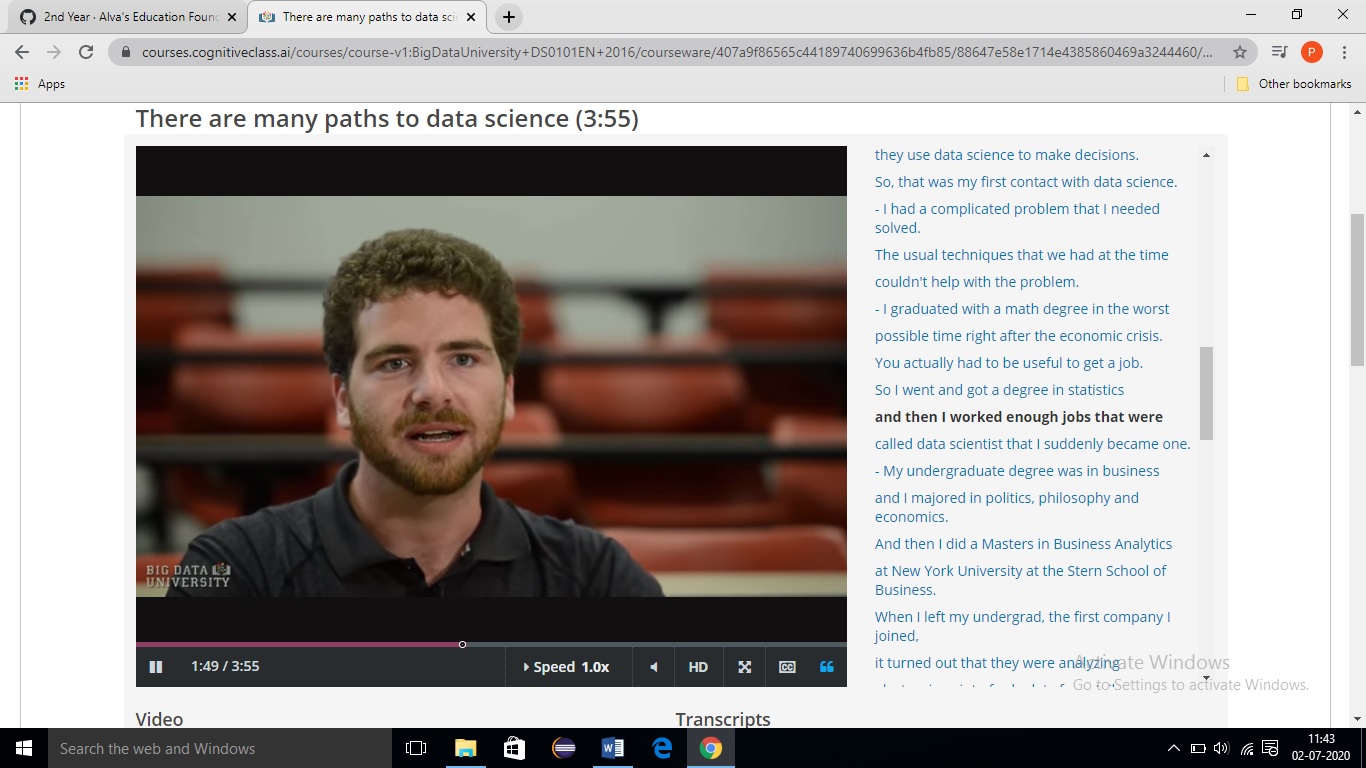 2nd Year · Alva's Education Foun
There are many paths to data sci
courses.cognitiveclass.ai/courses/course-v1:BigDataUniversity+DS0101EN+2016/courseware/407a9f86565c44189740699636b4fb85/88647e58e1714e4385860469a3244460/...
P
Apps
Other bookmarks
There are many paths to data science (3:55)
they use data science to make decisions.
So, that was my first contact with data science.
- I had a complicated problem that I needed
solved.
The usual techniques that we had at the time
couldn't help with the problem.
- I graduated with a math degree in the worst
possible time right after the economic crisis.
You actually had to be useful to get a job.
So I went and got a degree in statistics
and then I worked enough jobs that were
called data scientist that I suddenly became one.
- My undergraduate degree was in business
and I majored in politics, philosophy and
economics.
And then I did a Masters in Business Analytics
at New York University at the Stern School of
Business.
When I left my undergrad, the first company I
joined,
it turned out that they were analyzing
BIG DATA
UNIVERSITY
1:49 / 3:55
Speed 1.0x
HD
CC
Activate Windows
Go to Settings to activate Windows.
Video
Transcripts
Search the web and Windows
11:43
02-07-2020